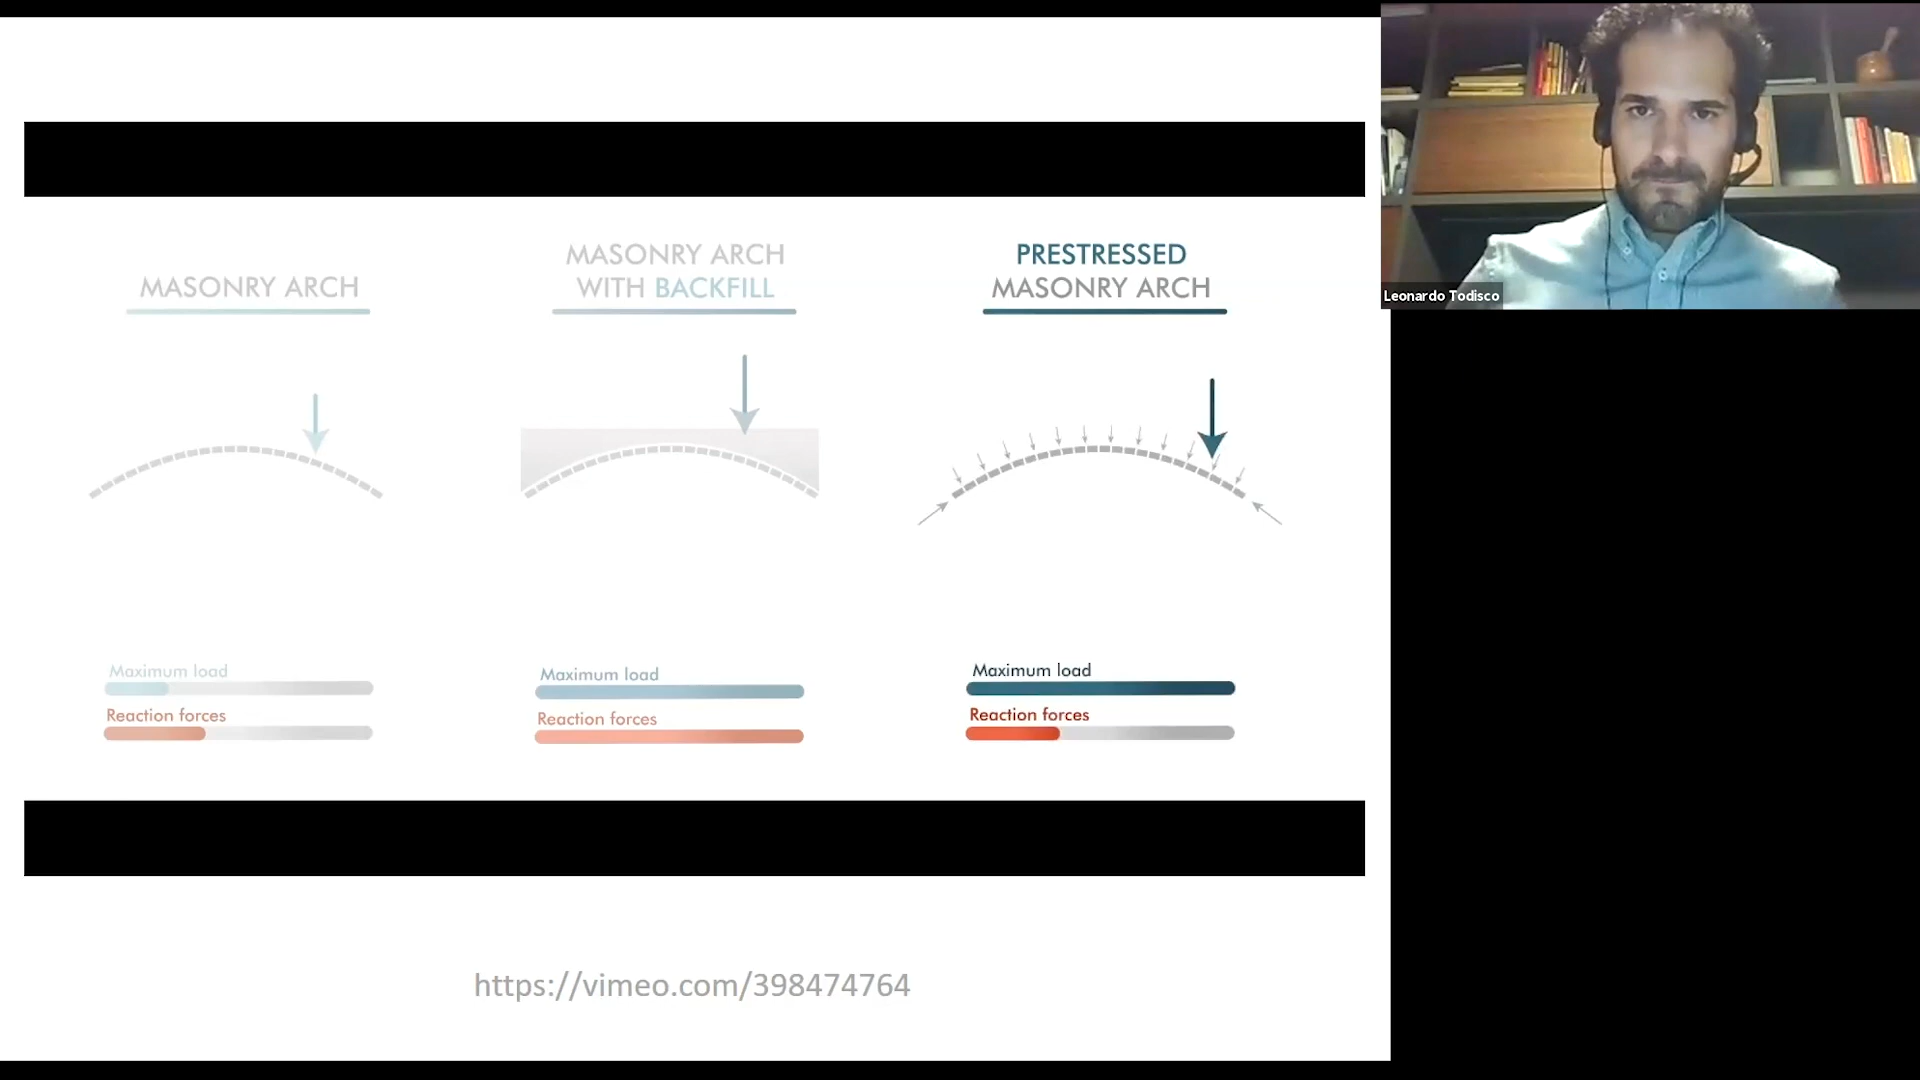 MASONRY ARCH
MASONRY ARCH
WITH BACKFILL
PRESTRESSED
MASONRY ARCH
Maximum load
Reaction forces
Maximum load
Reaction forces
Maximum load
Reaction forces
https://vimeo.com/398474764
Leonardo Todisco